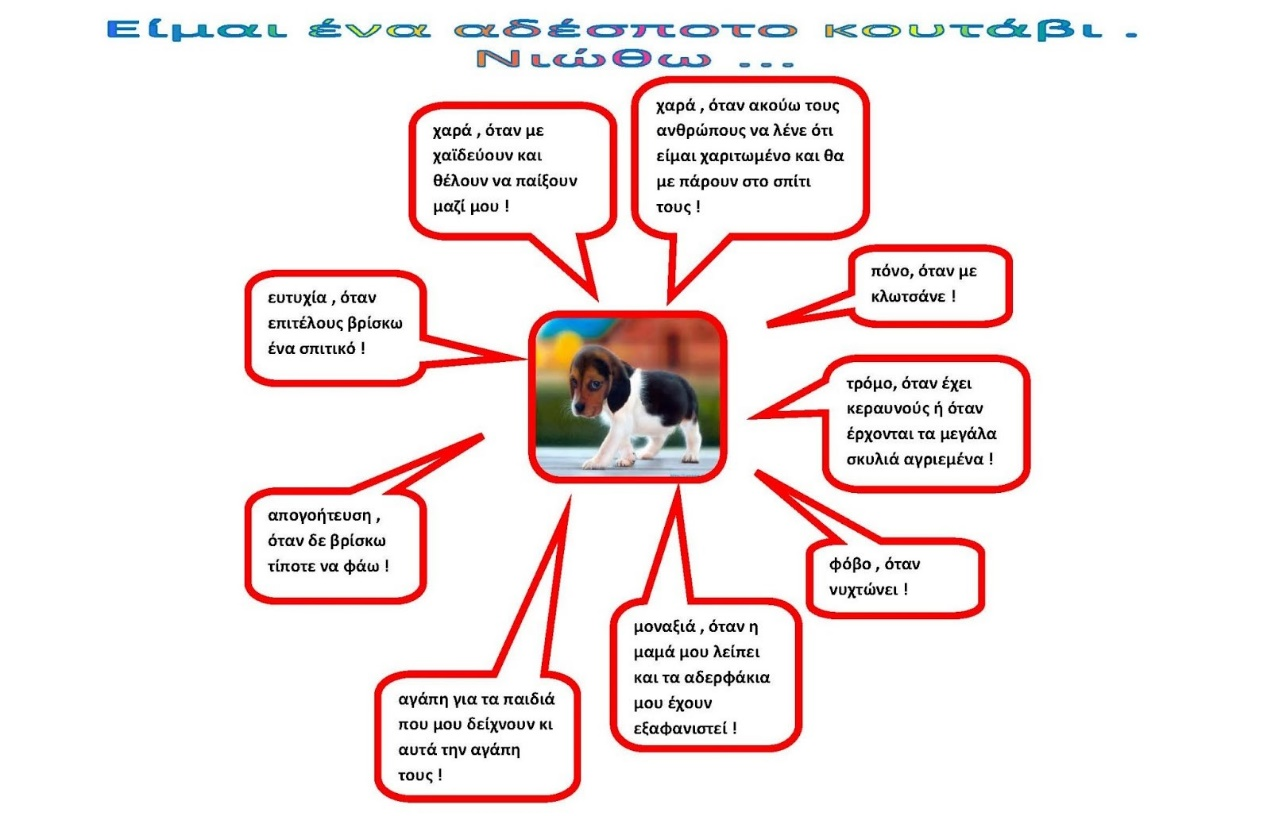 Είμαι ένα αδέσποτο κουτάβι .
Νιώθω ...
χαρά , όταν με
χαϊδεύουν και
θέλουν να παίξουν
μαζί μου !
χαρά , όταν ακούω τους
ανθρώπους να λένε ότι
είμαι χαριτωμένο και θα
με πάρουν στο σπίτι
τους !
πόνο, όταν με
κλωτσάνε !
ευτυχία , όταν
επιτέλους βρίσκω
ένα σπιτικό !
τρόμο, όταν έχει
κεραυνούς ή όταν
έρχονται τα μεγάλα
σκυλιά αγριεμένα !
απογοήτευση ,
όταν δε βρίσκω
τίποτε να φάω !
φόβο , όταν
νυχτώνει !
μοναξιά , όταν η
μαμά μου λείπει
και τα αδερφάκια
μου έχουν
εξαφανιστεί !
αγάπη για τα παιδιά
που μου δείχνουν κι
αυτά την αγάπη
τους !